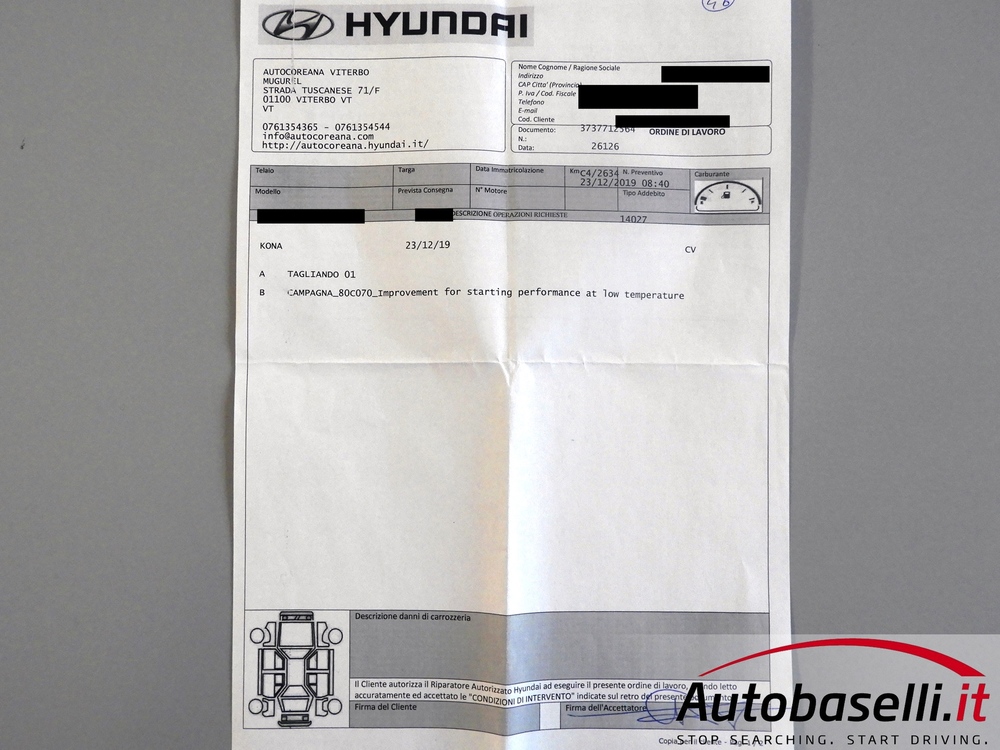 HYUNDAI
AUTOCOREANA VITERBO
MUGUREL
STRADA TUSCANESE 71/F
01100 VITERBO VT
VT
0761354365 - 0761354544
info@autocoreana.com
http://autocoreana.hyundai.it/
Nome Cognome / Ragione Sociale
Indirizzo
CAP Citta' (Provincia)
P. Iva / Cod. Fiscale
Telefono
E-mail
Cod. Cliente
Documento: 3737712564 ORDINE DI LAVORO
N.:
Data: 26126
Telaio Targa Data Immatricolazione Km C4/2634 N. Preventivo Carburante
23/12/2019 08:40
Modello Prevista Consegna N° Motore Tipo Addebito
DESCRIZIONE OPERAZIONI RICHIESTE 14027
KONA 23/12/19 CV
A TAGLIANDO 01
B CAMPAGNA_80C070_Improvement for starting performance at low temperature
Descrizione danni di carrozzeria
Il Cliente autorizza il Riparatore Autorizzato Hyundai ad eseguire il presente ordine di lavoro, letto
accuratamente ed accettato le "CONDIZIONI DI INTERVENTO" indicate sul retro del presente
Firma del Cliente Firma dell'Accettatore
Autobaselli.it
STOP SEARCHING. START DRIVING.